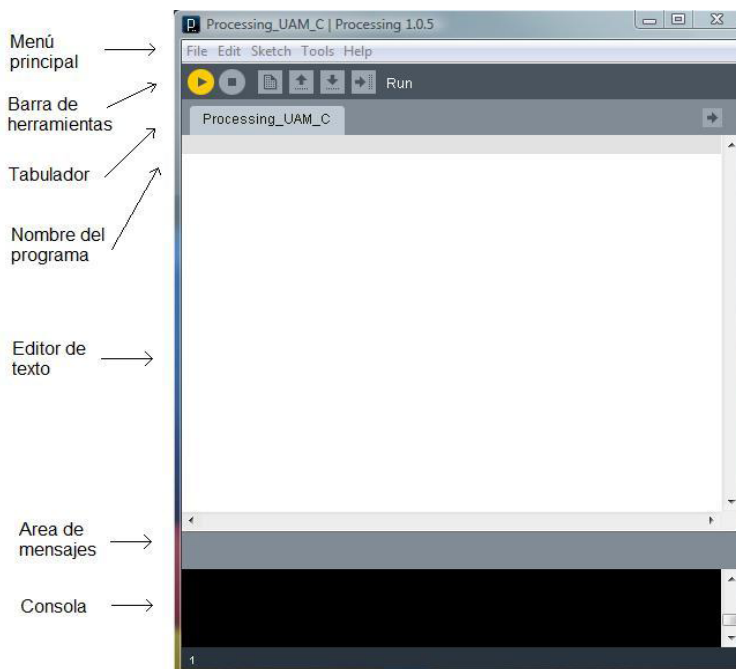 Processing_UAM_C | Processing 1.0.5
Menú
principal
File Edit Sketch Tools Help
Run
Barra de
herramientas
Processing_UAM_C
Tabulador
Nombre del
programa
Editor de
texto
Area de
mensajes
Consola
1